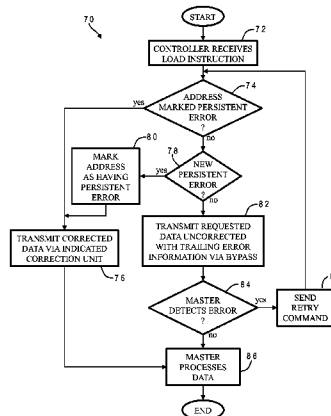 70
START
72
CONTROLLER RECEIVES
LOAD INSTRUCTION
74
ADDRESS
MARKED PERSISTENT
ERROR
?
yes
no
80
MARK
ADDRESS
AS HAVING
PERSISTENT
ERROR
78
NEW
PERSISTENT
ERROR
?
yes
no
82
TRANSMIT REQUESTED
DATA UNCORRECTED
WITH TRAILING ERROR
INFORMATION VIA BYPASS
TRANSMIT CORRECTED
DATA VIA INDICATED
CORRECTION UNIT
76
84
MASTER
DETECTS ERROR
?
yes
no
SEND
RETRY
COMMAND
86
MASTER
PROCESSES
DATA
END